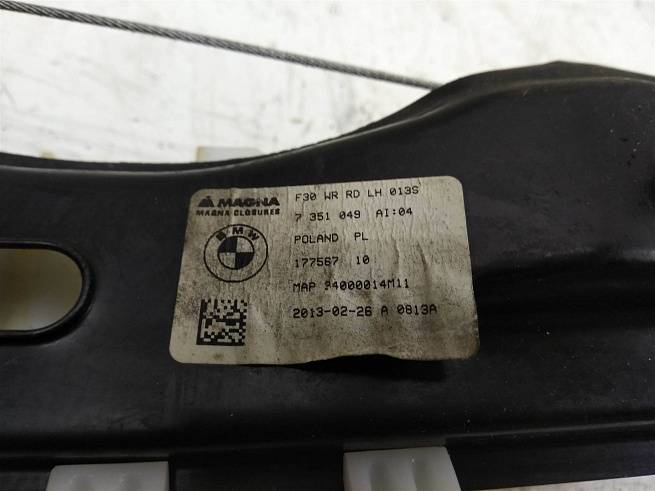 MAGNA
MAGNA CLOSURES
BMW
F30 WR RD LH 013S
7 351 049 AI:04
POLAND PL
177567 10
MAP 94000014M11
2013-02-26 A 0813A